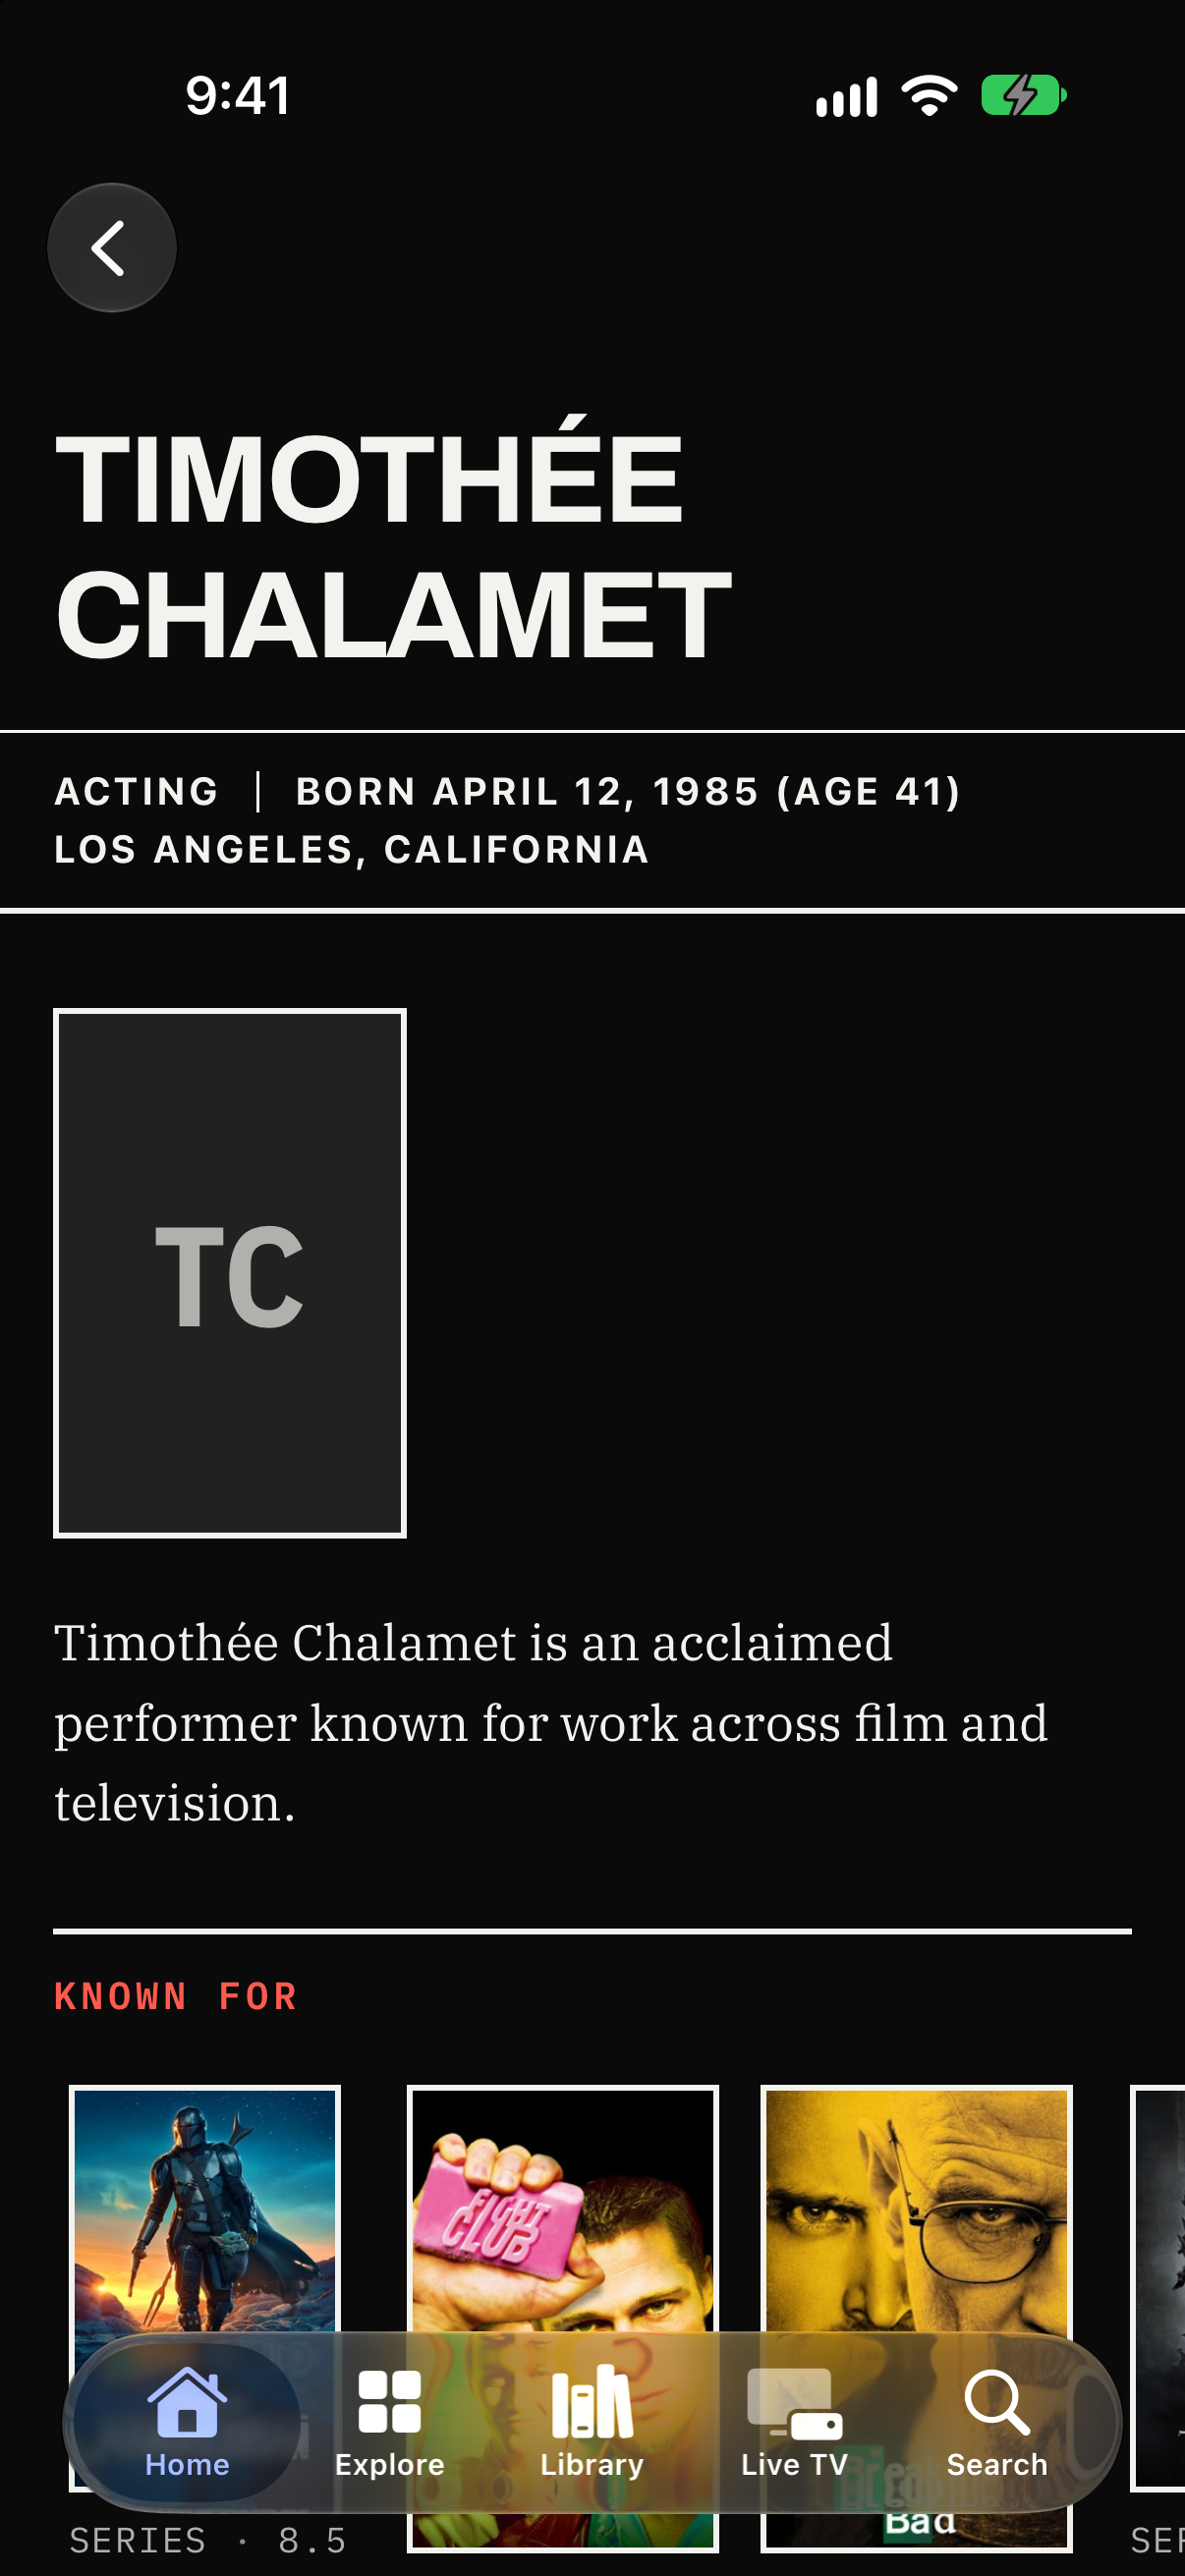 9:41
TIMOTHÉE
CHALAMET
ACTING | BORN APRIL 12, 1985 (AGE 41)
LOS ANGELES, CALIFORNIA
TC
Timothée Chalamet is an acclaimed
performer known for work across film and
television.
KNOWN FOR
FIGHT
CLUB
Home
Explore
Library
Live TV
Search
Bad
SERIES · 8.5